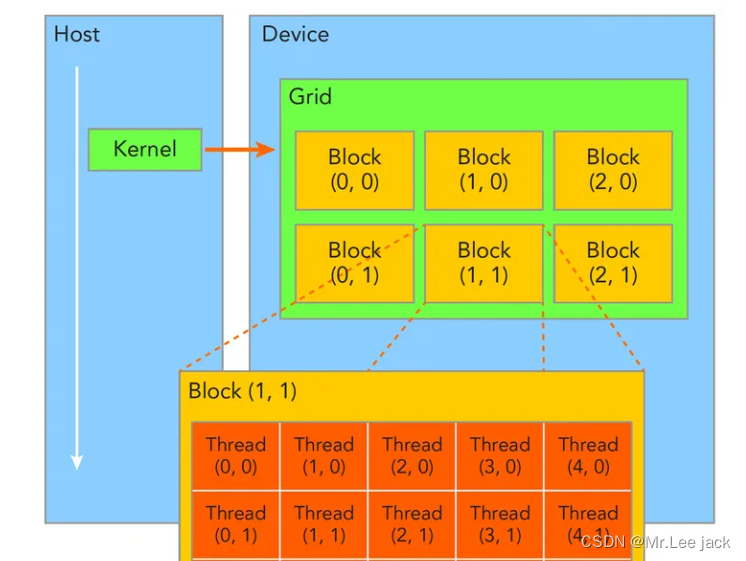 Host
Device
Grid
Kernel
Block
(0, 0)
Block
(1, 0)
Block
(2, 0)
Block
(0, 1)
Block
(1, 1)
Block
(2, 1)
Block (1, 1)
Thread
(0, 0)
Thread
(1, 0)
Thread
(2, 0)
Thread
(3, 0)
Thread
(4, 0)
Thread
(0, 1)
Thread
(1, 1)
Thread
(2, 1)
Thread
(3, 1)
Thread
(4, 1)
CSDN @Mr.Lee jack